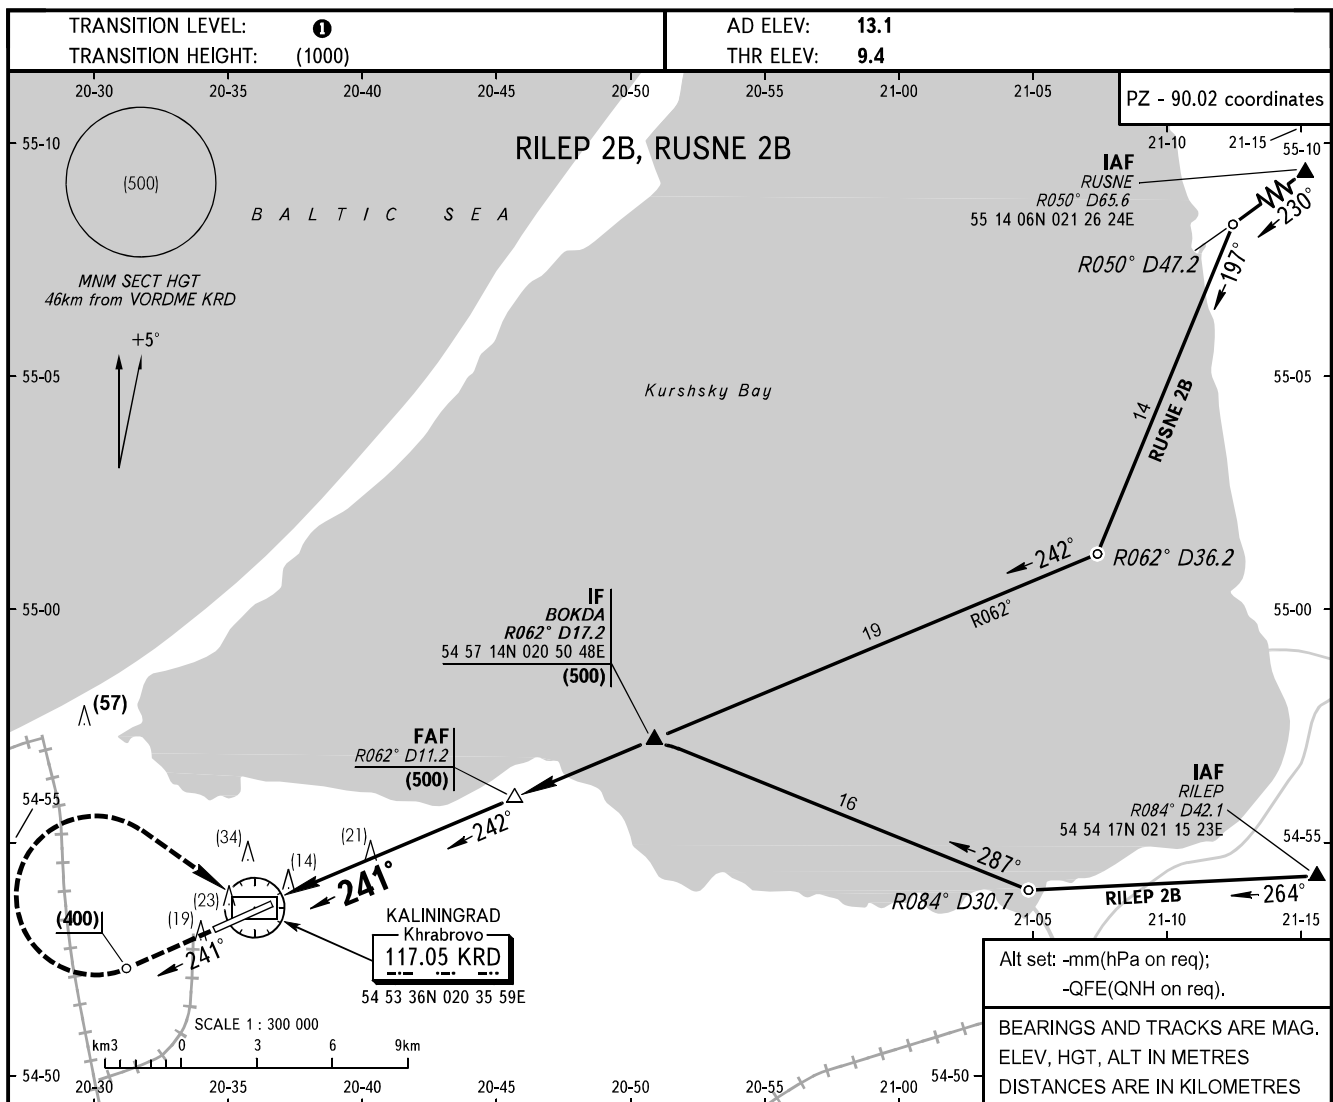 TRANSITION LEVEL: 1
TRANSITION HEIGHT: (1000)
AD ELEV: 13.1
THR ELEV: 9.4
20-30 20-35 20-40 20-45 20-50 20-55 21-00 21-05
PZ - 90.02 coordinates
21-10 21-15 55-10
55-10
RILEP 2B, RUSNE 2B
(500)
BALTIC SEA
MNM SECT HGT
46km from VORDME KRD
+5°
IAF
RUSNE
R050° D65.6
55 14 06N 021 26 24E
230°
R050° D47.2
197°
55-05
55-05
Kurshsky Bay
14
RUSNE 2B
242°
R062° D36.2
19
R062°
55-00
55-00
IF
BOKDA
R062° D17.2
54 57 14N 020 50 48E
(500)
(57)
FAF
R062° D11.2
(500)
242°
16
IAF
RILEP
R084° D42.1
54 54 17N 021 15 23E
54-55
54-55
287°
R084° D30.7
RILEP 2B
264°
21-05 21-10 21-15
(34)
(21)
(14)
(23)
(19)
241°
(400)
241°
KALININGRAD
Khrabrovo
117.05 KRD
54 53 36N 020 35 59E
SCALE 1 : 300 000
km3 0 3 6 9km
Alt set: -mm(hPa on req);
-QFE(QNH on req).
BEARINGS AND TRACKS ARE MAG.
ELEV, HGT, ALT IN METRES
DISTANCES ARE IN KILOMETRES
54-50
54-50
20-30 20-35 20-40 20-45 20-50 20-55 21-00